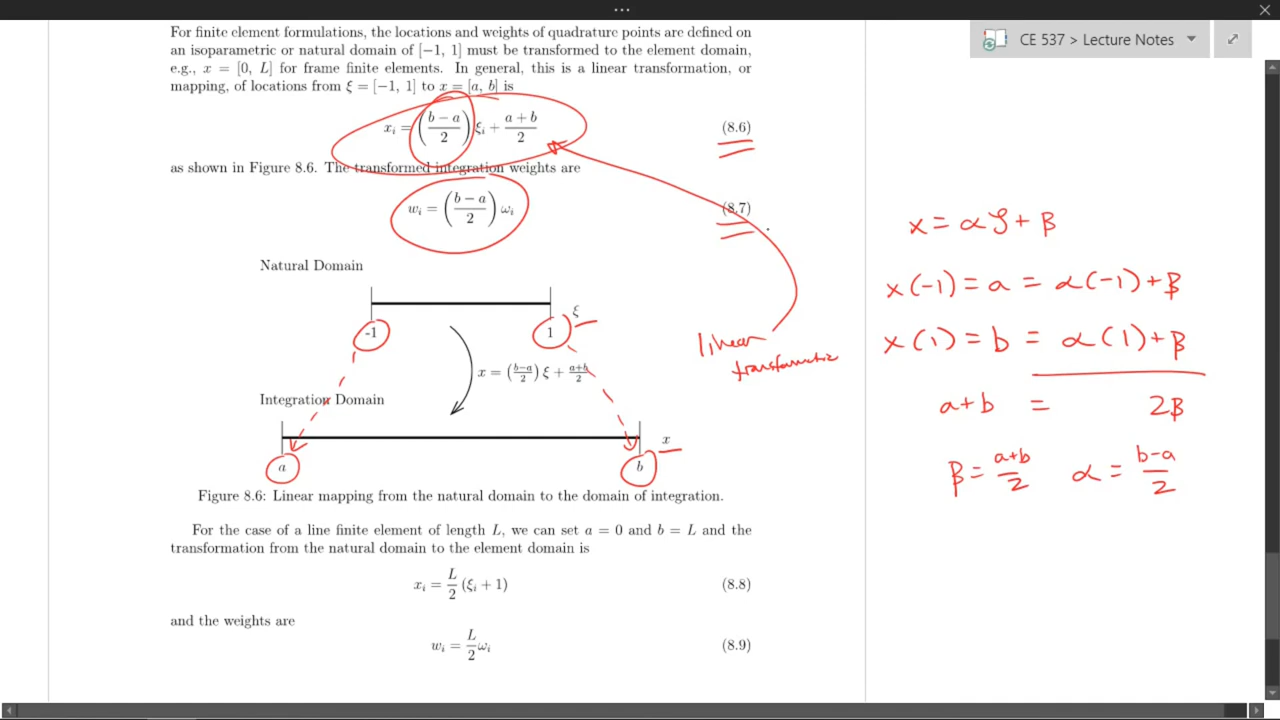 CE 537 > Lecture Notes
For finite element formulations, the locations and weights of quadrature points are defined on
an isoparametric or natural domain of [−1, 1] must be transformed to the element domain,
e.g., x = [0, L] for frame finite elements. In general, this is a linear transformation, or
mapping, of locations from ξ = [−1, 1] to x = [a, b] is
xᵢ = ((b − a)/2) ξᵢ + (a + b)/2 (8.6)
as shown in Figure 8.6. The transformed integration weights are
wᵢ = ((b − a)/2) ωᵢ (8.7)
Natural Domain
ξ
-1 1
x = ((b−a)/2) ξ + (a+b)/2
Integration Domain
x
a b
Figure 8.6: Linear mapping from the natural domain to the domain of integration.
For the case of a line finite element of length L, we can set a = 0 and b = L and the
transformation from the natural domain to the element domain is
xᵢ = L/2 (ξᵢ + 1) (8.8)
and the weights are
wᵢ = L/2 ωᵢ (8.9)
linear
x = αξ + β
x(-1) = a = α(-1) + β
x(1) = b = α(1) + β
a+b = 2β
β = (a+b)/2 α = (b-a)/2